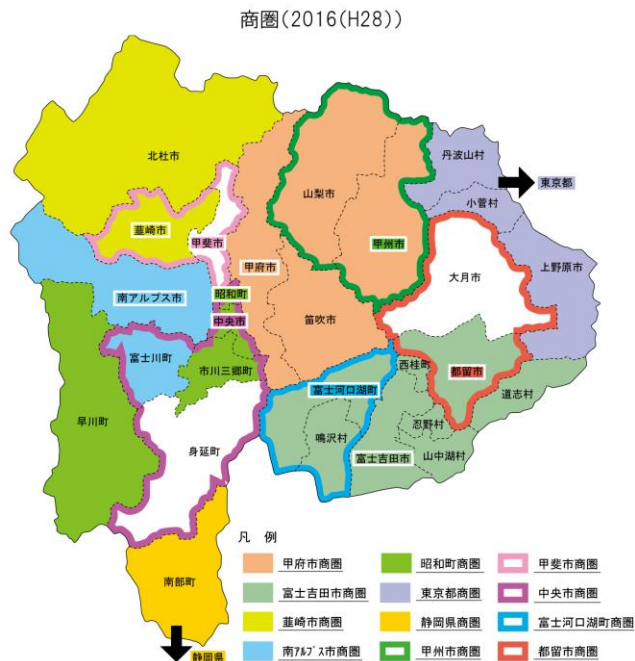 商圏(2016(H28))
北杜市
丹波山村
東京都
山梨市
小菅村
韮崎市
甲斐市
甲州市
上野原市
甲府市
大月市
南アルプス市
昭和町
笛吹市
中央市
富士川町
市川三郷町
西桂町
都留市
富士河口湖町
道志村
早川町
忍野村
鳴沢村
身延町
富士吉田市
山中湖村
南部町
静岡県
凡 例
甲府市商圏
昭和町商圏
甲斐市商圏
富士吉田市商圏
東京都商圏
中央市商圏
韮崎市商圏
静岡県商圏
富士河口湖町商圏
南アルプス市商圏
甲州市商圏
都留市商圏